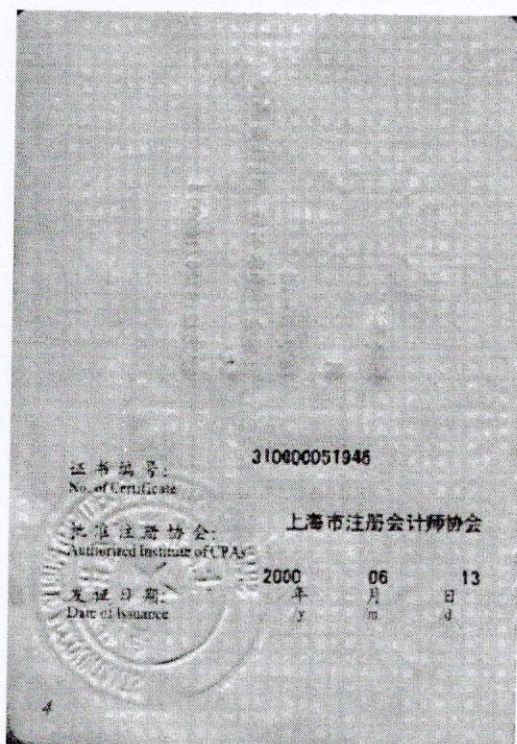 证书编号: 310000051946
No. of Certificate
批准注册协会: 上海市注册会计师协会
Authorized Institute of CPAs
发证日期: 2000 年 06 月 13 日
Date of Issuance y m d
4